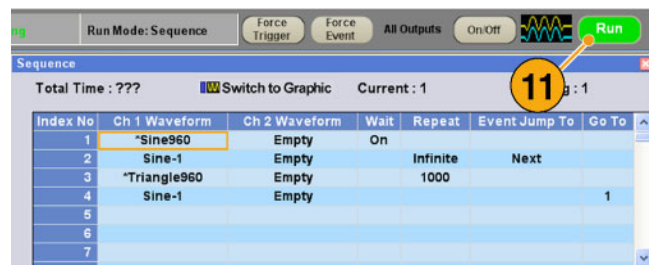 ng Run Mode: Sequence Force Trigger Force Event All Outputs On/Off Run
Sequence
Total Time : ??? Switch to Graphic Current : 1 11 g : 1
Index No Ch 1 Waveform Ch 2 Waveform Wait Repeat Event Jump To Go To
1 *Sine960 Empty On
2 Sine-1 Empty Infinite Next
3 *Triangle960 Empty 1000
4 Sine-1 Empty 1
5
6
7